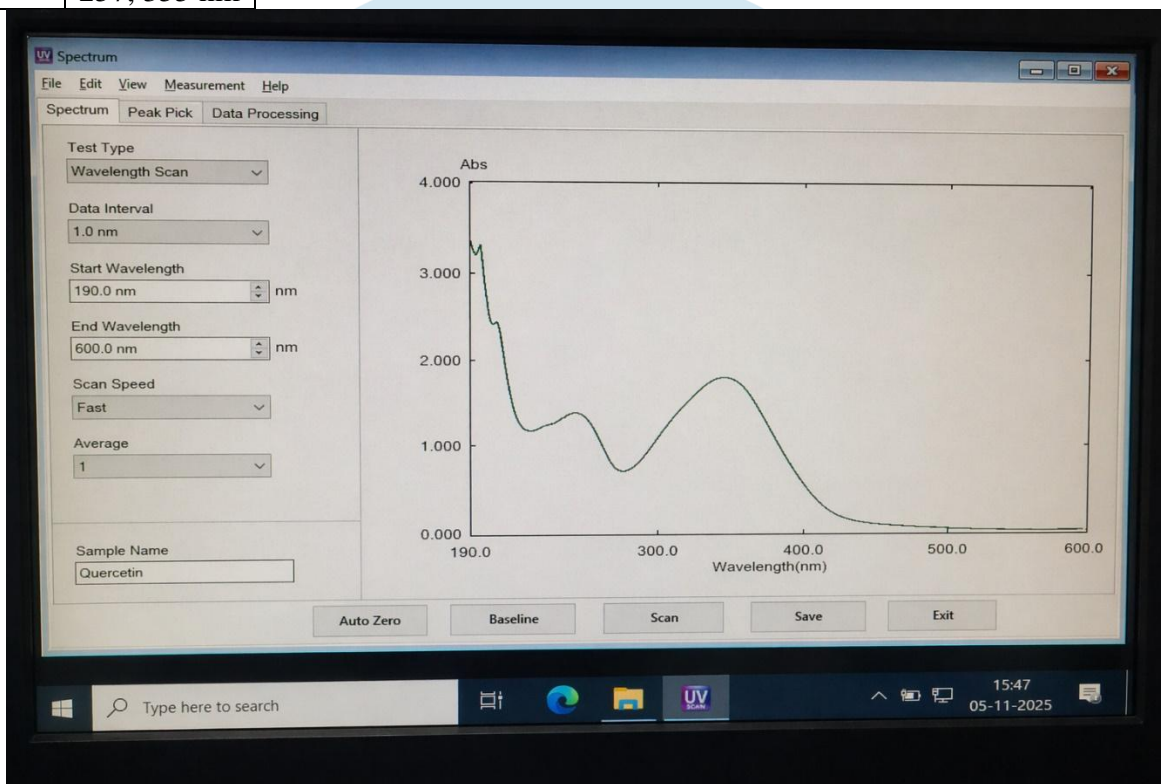 UV Spectrum
File Edit View Measurement Help
Spectrum Peak Pick Data Processing
Test Type
Wavelength Scan
Data Interval
1.0 nm
Start Wavelength
190.0 nm nm
End Wavelength
600.0 nm nm
Scan Speed
Fast
Average
1
Sample Name
Quercetin
Abs
4.000
3.000
2.000
1.000
0.000
190.0 300.0 400.0 500.0 600.0
Wavelength(nm)
Auto Zero Baseline Scan Save Exit
Type here to search
UV
SCAN
15:47
05-11-2025